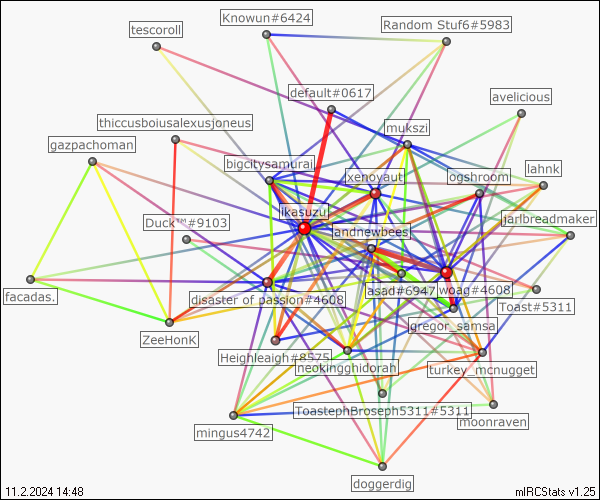 Knowun#6424
Random Stuf6#5983
tescoroll
default#0617
avelicious
thiccusboiusalexusjoneus
mukszi
gazpachoman
bigcitysamurai
xenoyaut
pgshroom
lahnk
ikasuzu
Duck™#9103
jarlbreadmaker
andnewbees
facadas.
disaster of passion#4608
assd#6947
woag#4608
Toast#5311
gregor_samsa
ZeeHonK
Heighleaigh#8575
neokingghidorah
turkey_mcnugget
ToastephBroseph5311#5311
moonraven
mingus4742
doggerdig
11.2.2024 14:48
mIRCStats v1.25